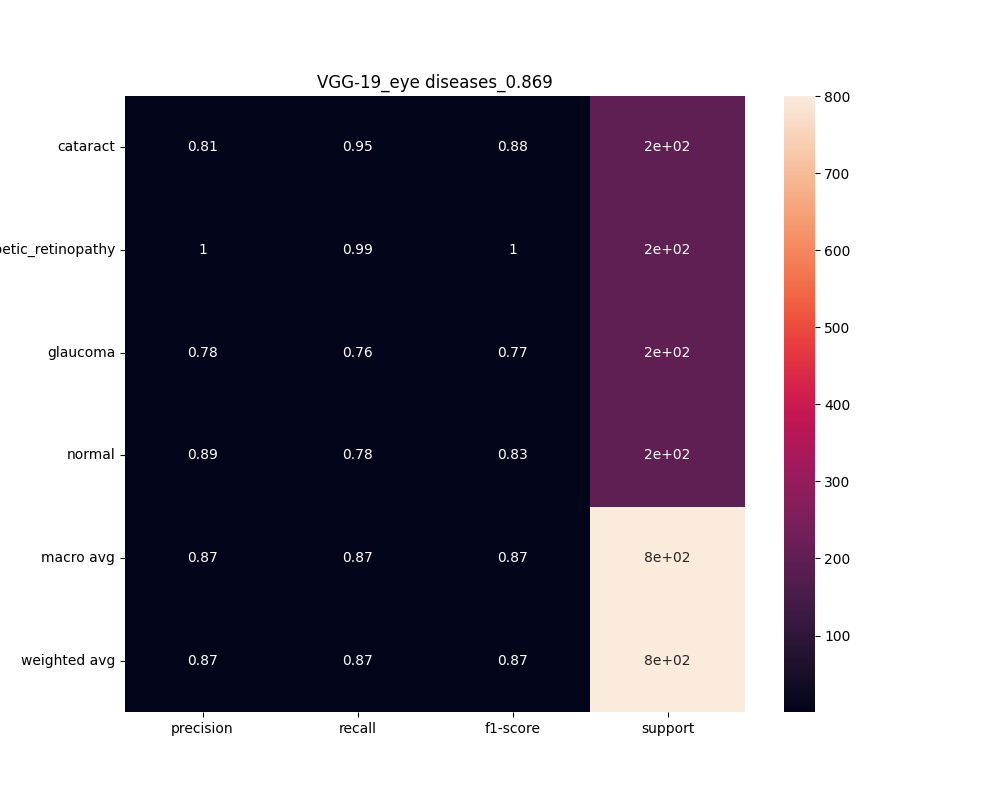 VGG-19_eye diseases_0.869
cataract 0.81 0.95 0.88 2e+02
betic_retinopathy 1 0.99 1 2e+02
glaucoma 0.78 0.76 0.77 2e+02
normal 0.89 0.78 0.83 2e+02
macro avg 0.87 0.87 0.87 8e+02
weighted avg 0.87 0.87 0.87 8e+02
precision recall f1-score support
800
700
600
500
400
300
200
100